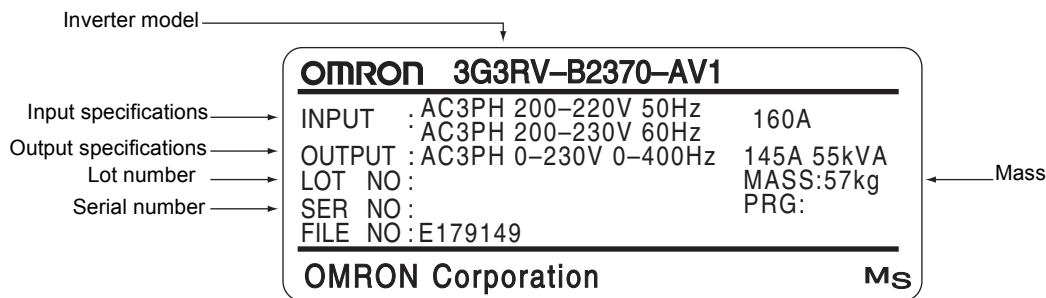 Inverter model
OMRON 3G3RV–B2370–AV1
Input specifications
INPUT : AC3PH 200–220V 50Hz 160A
AC3PH 200–230V 60Hz
Output specifications
OUTPUT : AC3PH 0–230V 0–400Hz 145A 55kVA
Lot number
LOT NO : MASS:57kg
Mass
Serial number
SER NO : PRG:
FILE NO : E179149
OMRON Corporation MS